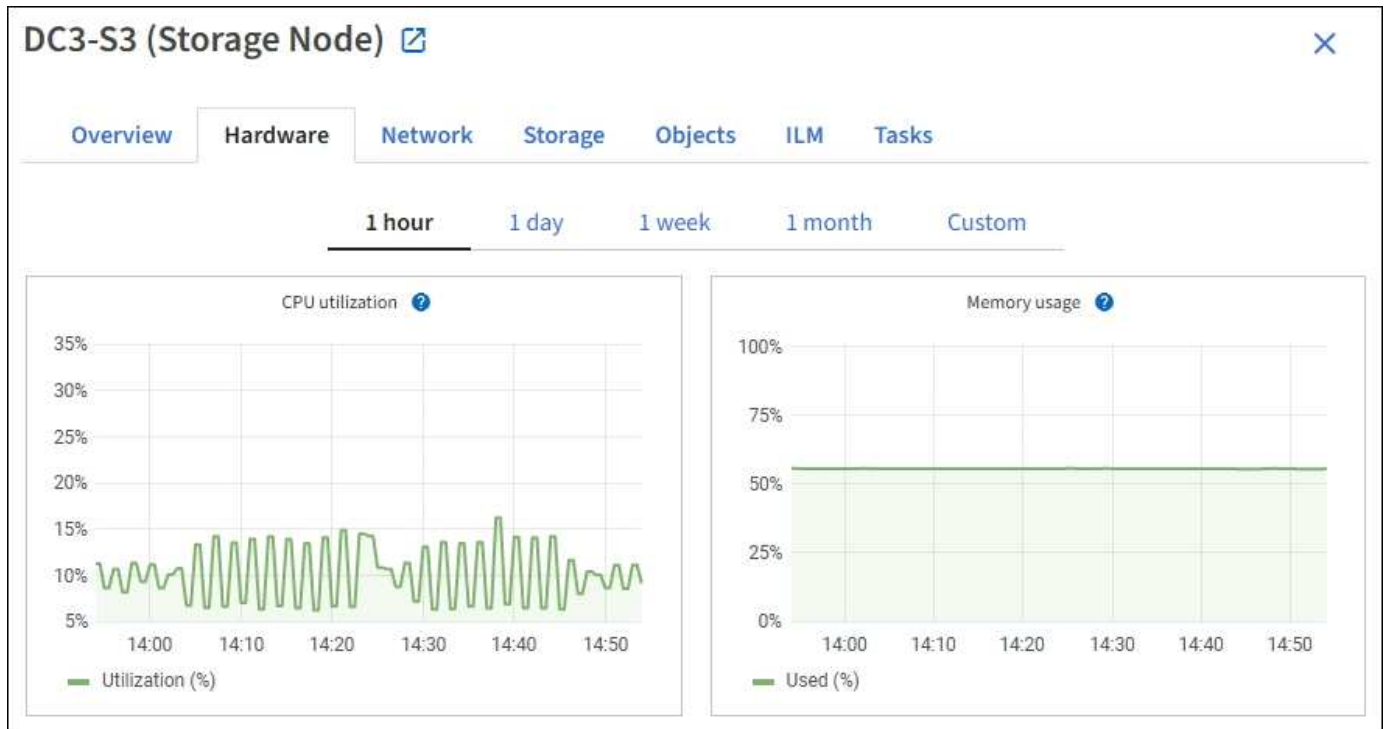 DC3-S3 (Storage Node)
Overview Hardware Network Storage Objects ILM Tasks
1 hour 1 day 1 week 1 month Custom
CPU utilization ?
35%
30%
25%
20%
15%
10%
5%
14:00 14:10 14:20 14:30 14:40 14:50
Utilization (%)
Memory usage ?
100%
75%
50%
25%
0%
14:00 14:10 14:20 14:30 14:40 14:50
Used (%)